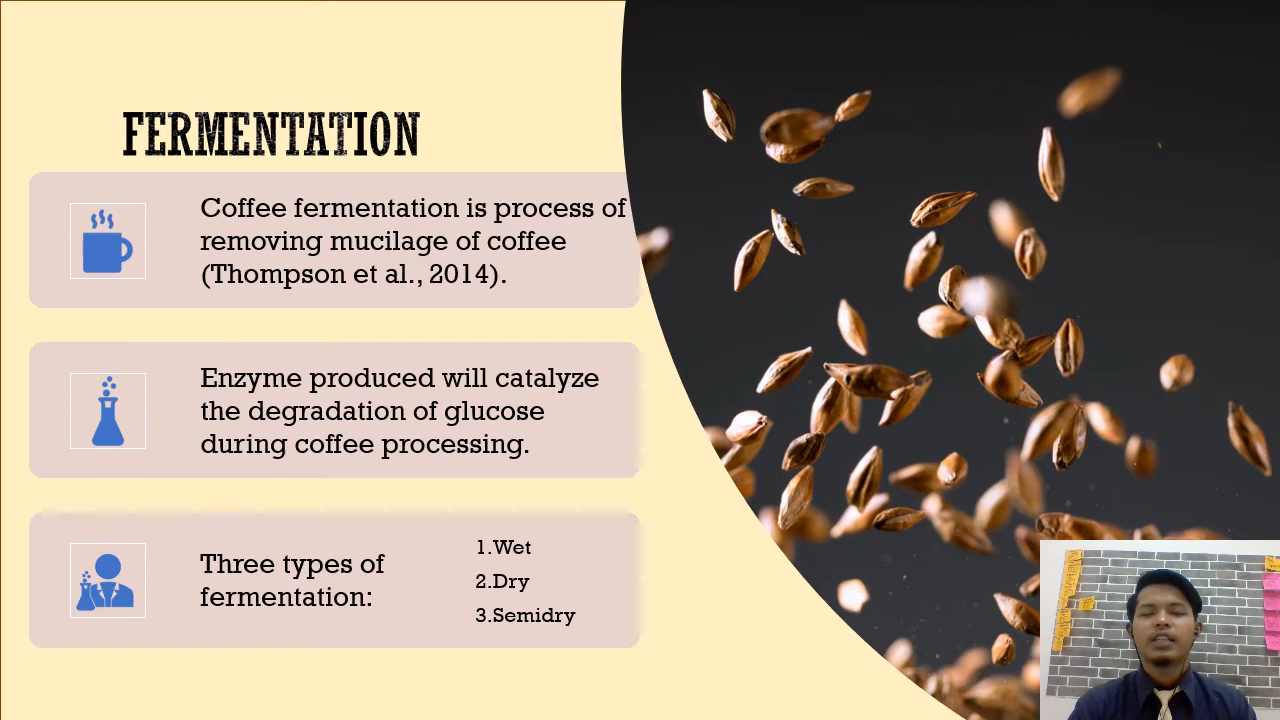 FERMENTATION
Coffee fermentation is process of
removing mucilage of coffee
(Thompson et al., 2014).
Enzyme produced will catalyze
the degradation of glucose
during coffee processing.
Three types of
fermentation:
1.Wet
2.Dry
3.Semidry